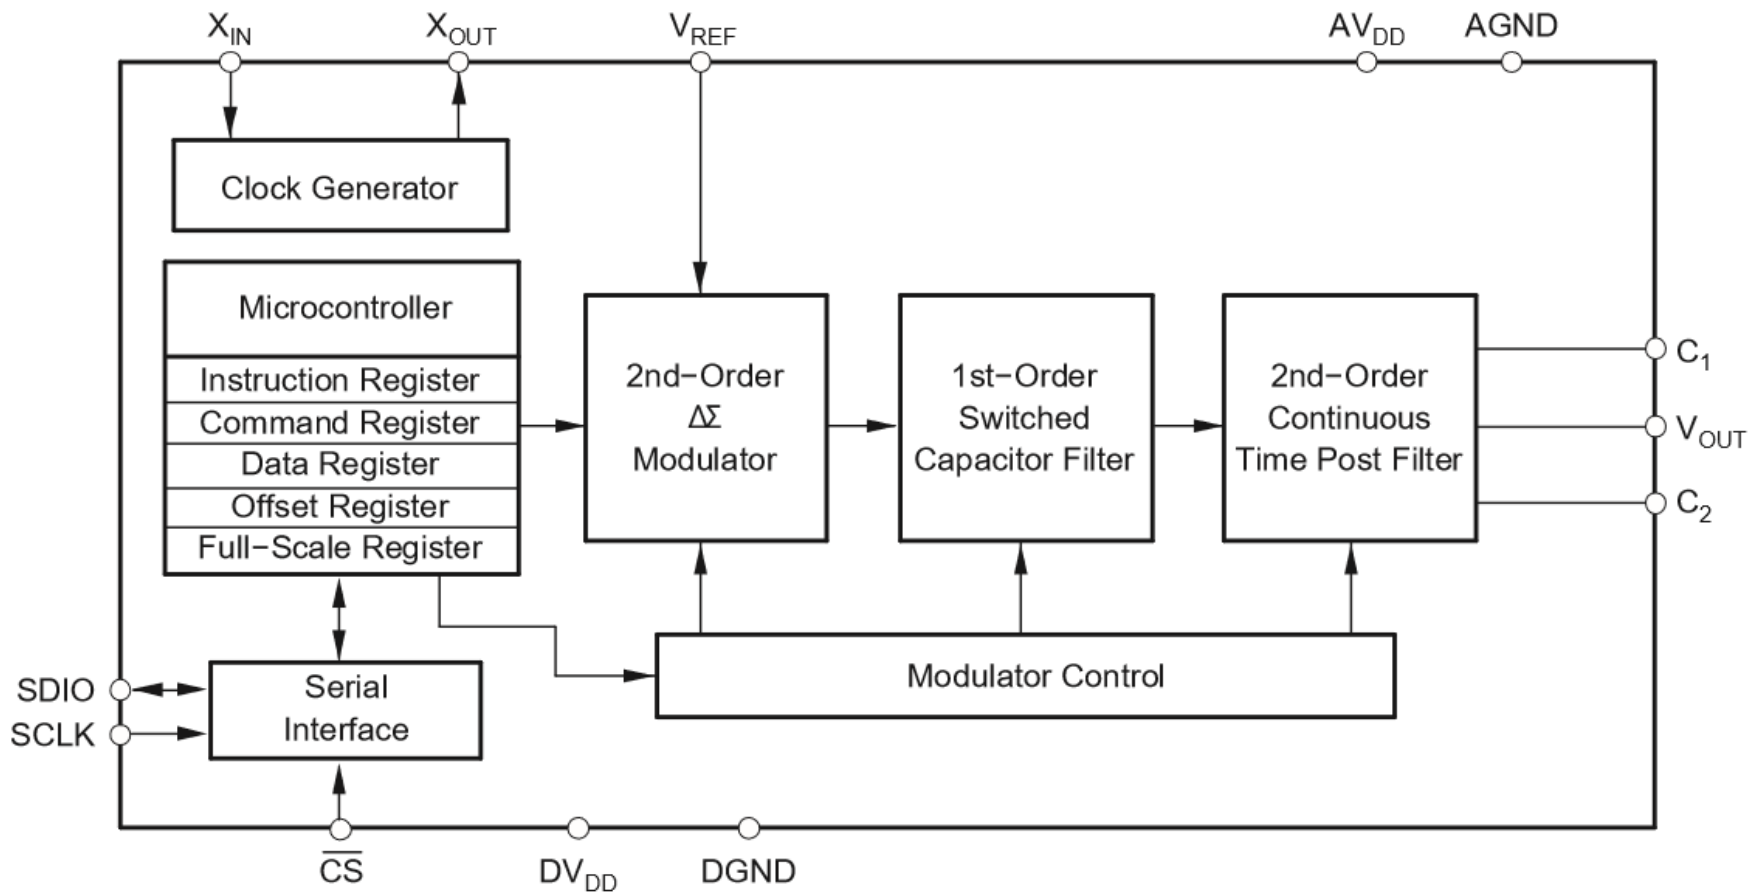 X_IN
X_OUT
V_REF
AV_DD
AGND
Clock Generator
Microcontroller
Instruction Register
Command Register
Data Register
Offset Register
Full−Scale Register
2nd−Order
ΔΣ
Modulator
1st−Order
Switched
Capacitor Filter
2nd−Order
Continuous
Time Post Filter
C_1
V_OUT
C_2
Modulator Control
SDIO
SCLK
Serial
Interface
C̅S̅
DV_DD
DGND